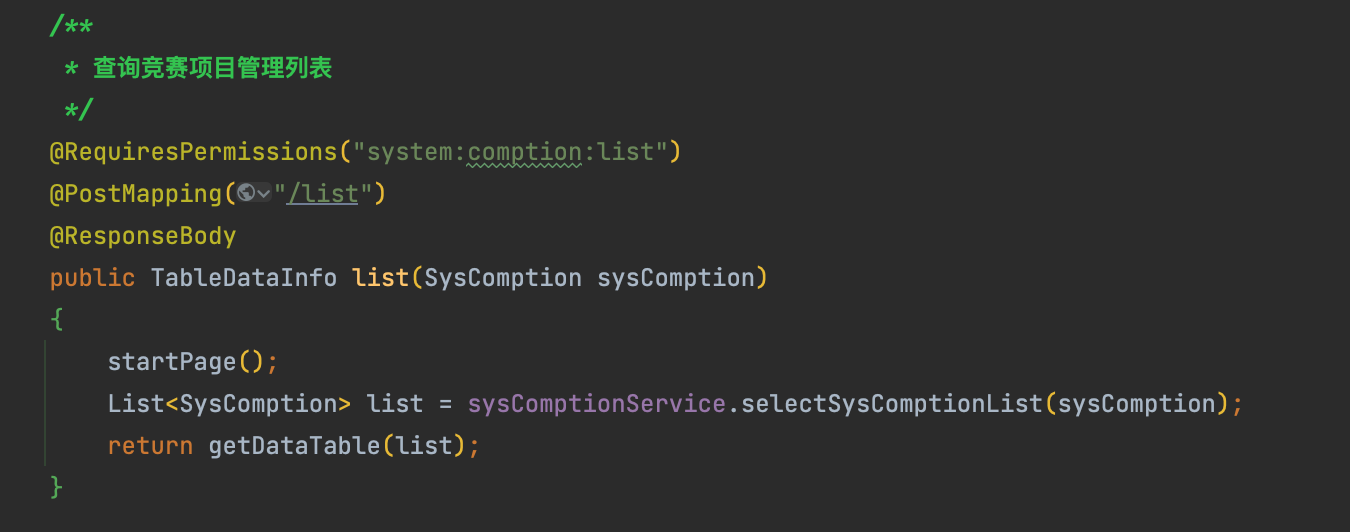 /**
 * 查询竞赛项目管理列表
 */
@RequiresPermissions("system:comption:list")
@PostMapping("/list")
@ResponseBody
public TableDataInfo list(SysComption sysComption)
{
    startPage();
    List<SysComption> list = sysComptionService.selectSysComptionList(sysComption);
    return getDataTable(list);
}